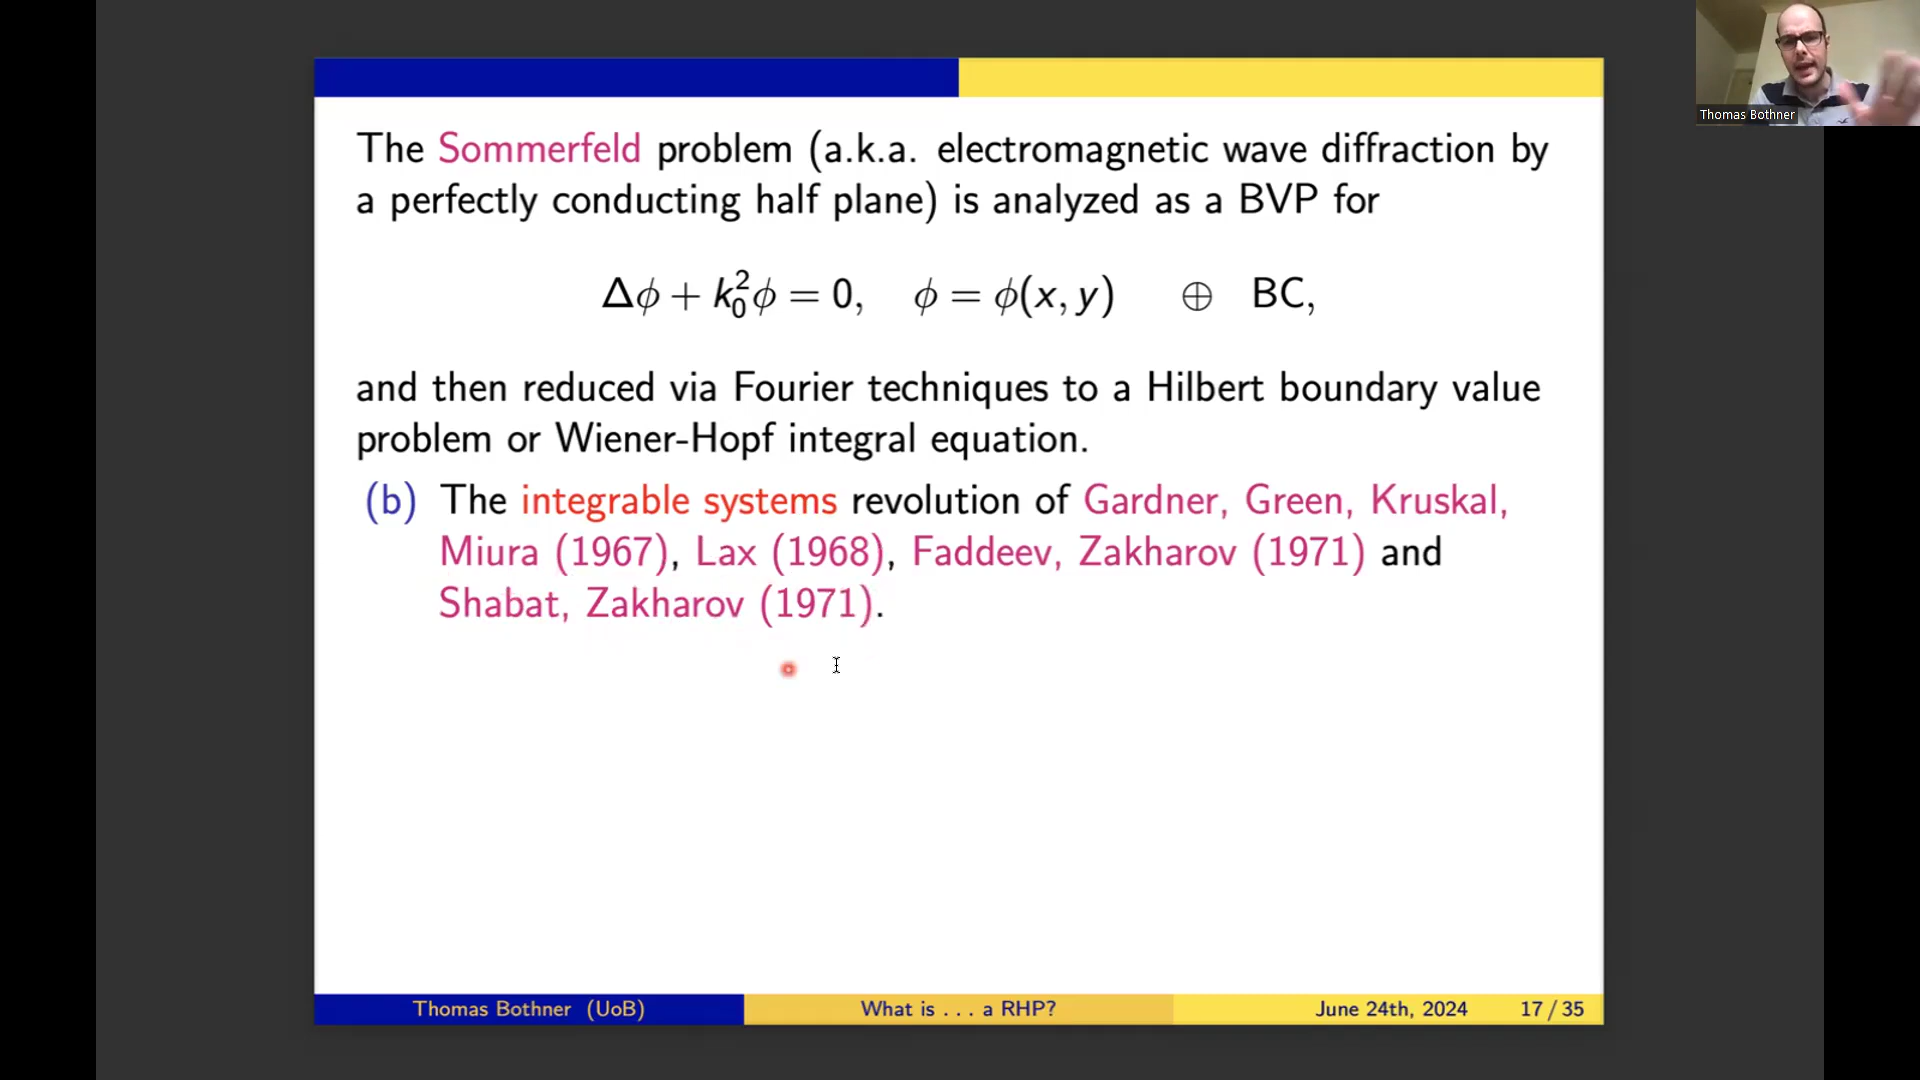 Thomas Bothner
The Sommerfeld problem (a.k.a. electromagnetic wave diffraction by
a perfectly conducting half plane) is analyzed as a BVP for
Δϕ + k₀²ϕ = 0, ϕ = ϕ(x, y) ⊕ BC,
and then reduced via Fourier techniques to a Hilbert boundary value
problem or Wiener-Hopf integral equation.
(b) The integrable systems revolution of Gardner, Green, Kruskal,
Miura (1967), Lax (1968), Faddeev, Zakharov (1971) and
Shabat, Zakharov (1971).
Thomas Bothner (UoB) What is . . . a RHP? June 24th, 2024 17 / 35